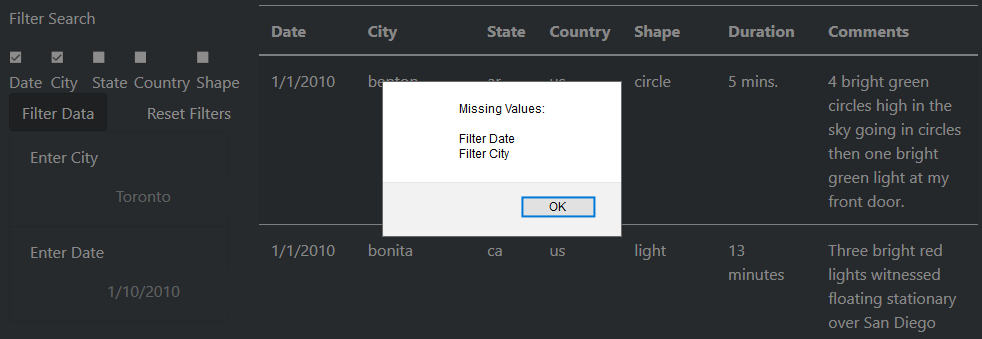 Filter Search
Date City State Country Shape
Filter Data Reset Filters
Enter City
Toronto
Enter Date
1/10/2010
Date City State Country Shape Duration Comments
1/1/2010 benton ar us circle 5 mins. 4 bright green
circles high in the
sky going in circles
then one bright
green light at my
front door.
Missing Values:
Filter Date
Filter City
OK
1/1/2010 bonita ca us light 13 Three bright red
minutes lights witnessed
floating stationary
over San Diego